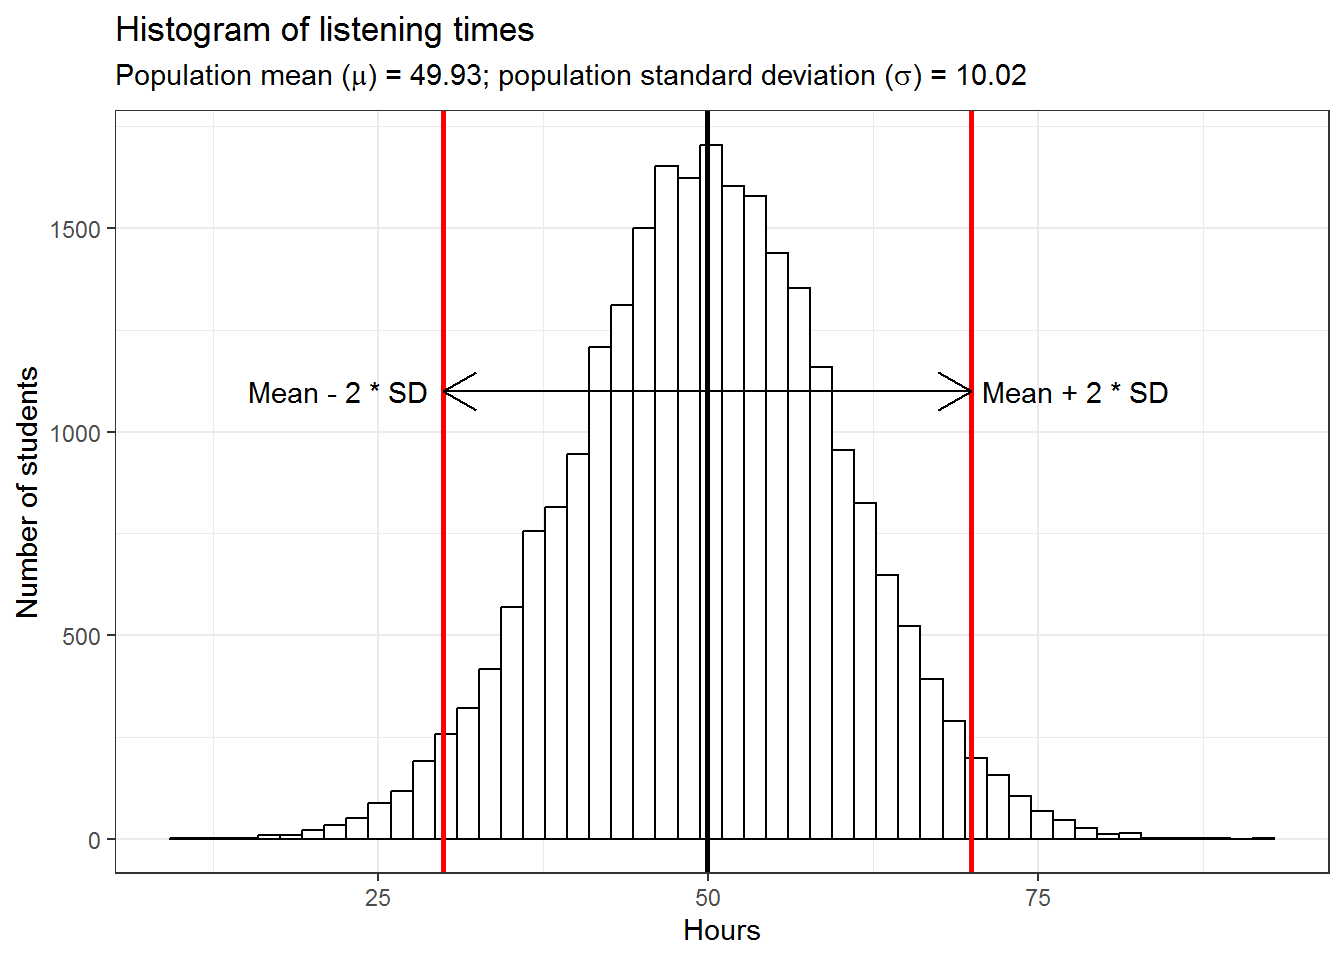 Histogram of listening times
Population mean (μ) = 49.93; population standard deviation (σ) = 10.02
1500
1000
500
0
Number of students
Mean - 2 * SD
Mean + 2 * SD
25
50
75
Hours